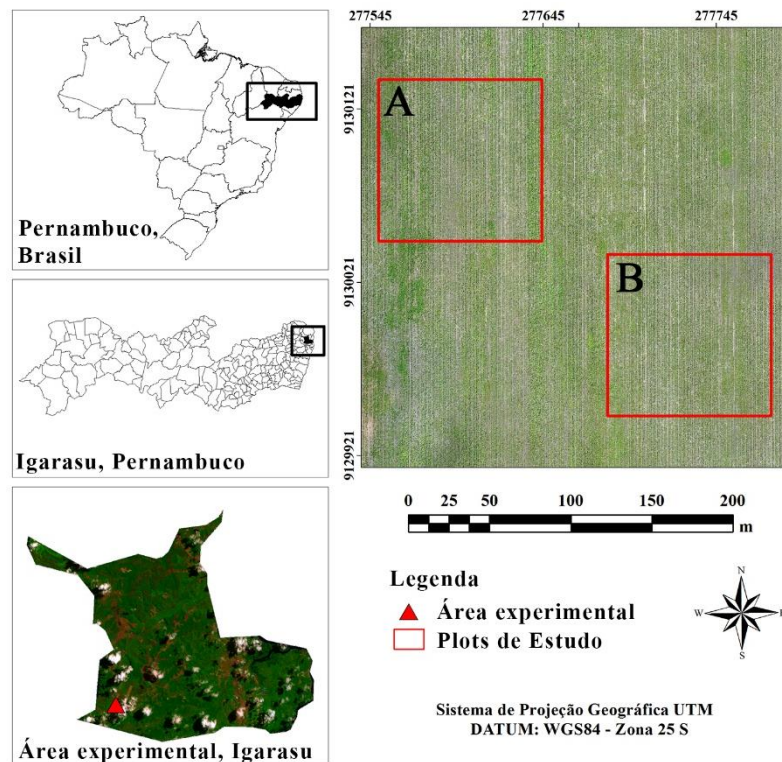 Pernambuco,
Brasil
Igarasu, Pernambuco
Área experimental, Igarasu
277545 277645 277745
9130121
9130021
9129921
A
B
0 25 50 100 150 200
m
Legenda
Área experimental
Plots de Estudo
N
W E
S
Sistema de Projeção Geográfica UTM
DATUM: WGS84 - Zona 25 S